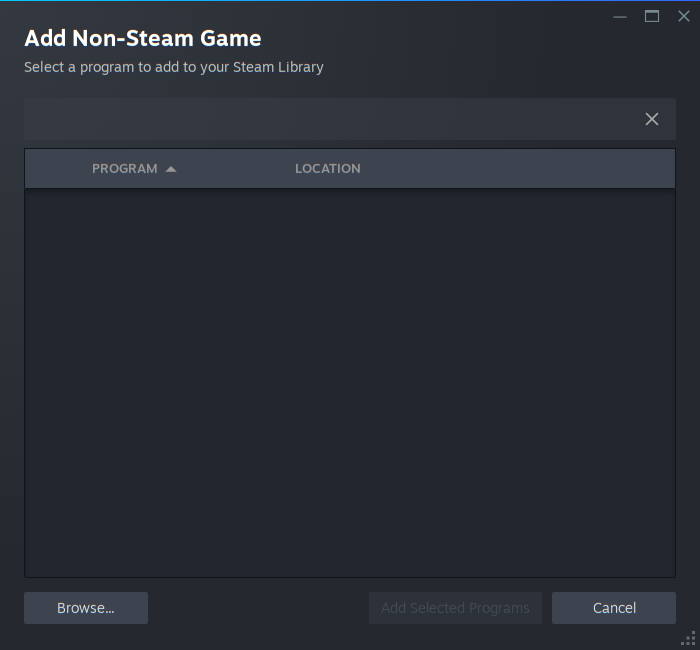 Add Non-Steam Game
Select a program to add to your Steam Library
PROGRAM LOCATION
Browse... Add Selected Programs Cancel